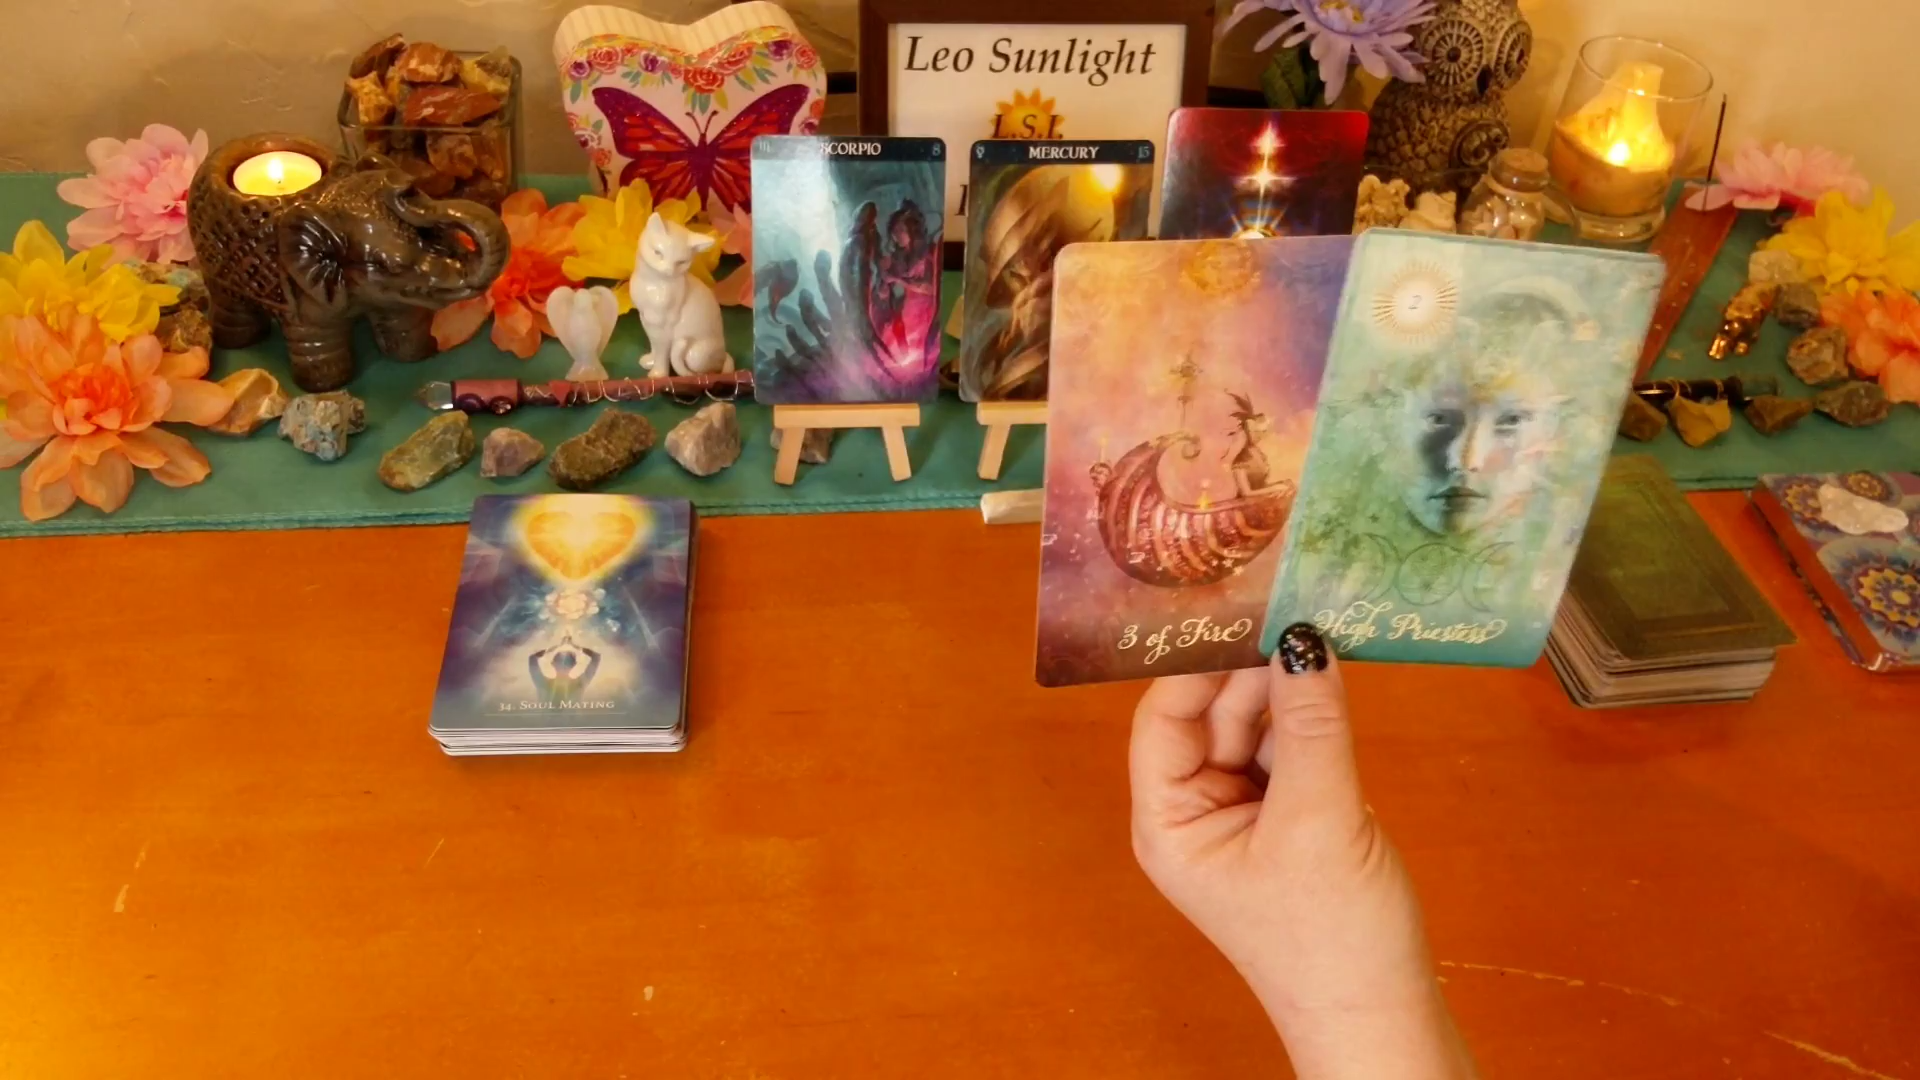 Leo Sunlight
L.S.I.
♏ SCORPIO 8
☿ MERCURY 15
2
3 of Fire
High Priestess
34. SOUL MATING